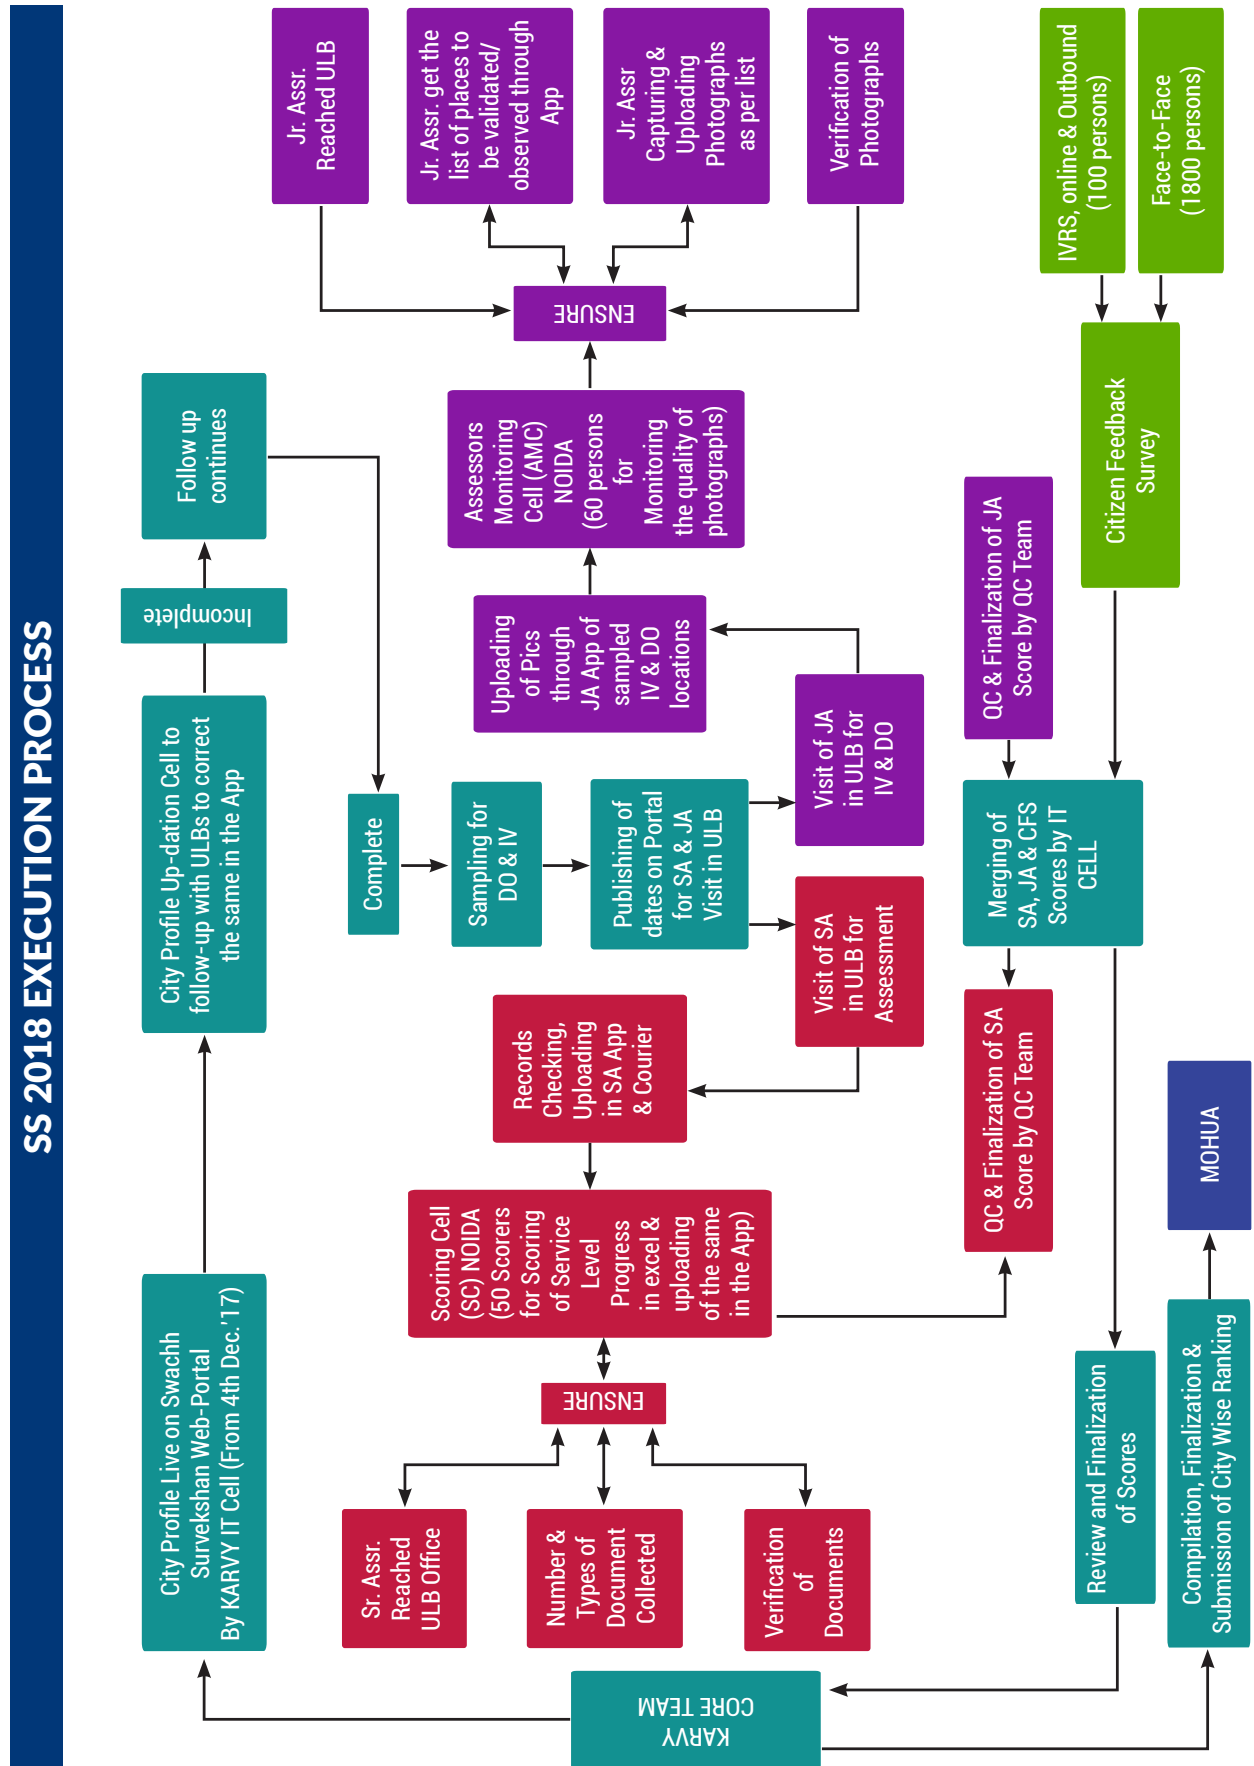 SS 2018 EXECUTION PROCESS
KARVY
CORE TEAM
City Profile Live on Swachh
Survekshan Web-Portal
By KARVY IT Cell (From 4th Dec.'17)
City Profile Up-dation Cell to
follow-up with ULBs to correct
the same in the App
Incomplete
Follow up
continues
Complete
Sampling for
DO & IV
Publishing of
dates on Portal
for SA & JA
Visit in ULB
Visit of SA
in ULB for
Assessment
Visit of JA
in ULB for
IV & DO
Records
Checking,
Uploading
in SA App
& Courier
Scoring Cell
(SC) NOIDA
(50 Scorers
for Scoring
of Service
Level
Progress
in excel &
uploading
of the same
in the App)
ENSURE
Sr. Assr.
Reached
ULB Office
Number &
Types of
Document
Collected
Verification
of
Documents
Uploading
of Pics
through
JA App of
sampled
IV & DO
locations
Assessors
Monitoring
Cell (AMC)
NOIDA
(60 persons
for
Monitoring
the quality of
photographs)
ENSURE
Jr. Assr.
Reached ULB
Jr. Assr. get the
list of places to
be validated/
observed through
App
Jr. Assr
Capturing &
Uploading
Photographs
as per list
Verification of
Photographs
QC & Finalization of SA
Score by QC Team
Merging of
SA, JA & CFS
Scores by IT
CELL
QC & Finalization of JA
Score by QC Team
Citizen Feedback
Survey
IVRS, online & Outbound
(100 persons)
Face-to-Face
(1800 persons)
Review and Finalization
of Scores
Compilation, Finalization &
Submission of City Wise Ranking
MOHUA